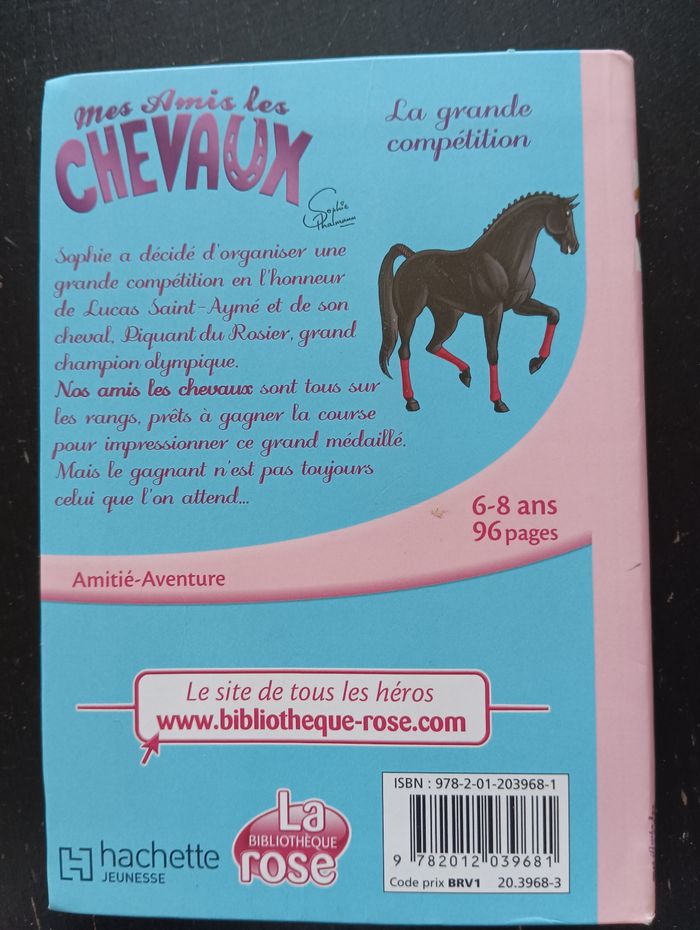 Mes Amis les
CHEVAUX
Sophie
Thalmann
La grande
compétition
Sophie a décidé d'organiser une
grande compétition en l'honneur
de Lucas Saint-Aymé et de son
cheval, Piquant du Rosier, grand
champion olympique.
Nos amis les chevaux sont tous sur
les rangs, prêts à gagner la course
pour impressionner ce grand médaillé.
Mais le gagnant n'est pas toujours
celui que l'on attend...
6-8 ans
96 pages
Amitié-Aventure
Le site de tous les héros
www.bibliotheque-rose.com
hachette
JEUNESSE
La
BIBLIOTHÈQUE
rose
ISBN : 978-2-01-203968-1
9 782012 039681
Code prix BRV1 20.3968-3